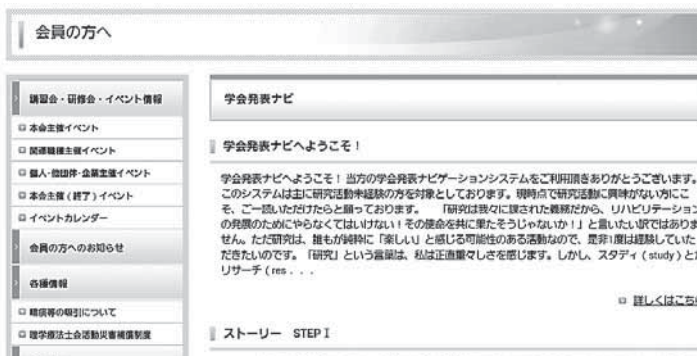 会員の方へ
講習会・研修会・イベント情報
本会主催イベント
関連職種主催イベント
個人・他団体・企業主催イベント
本会主催（終了）イベント
イベントカレンダー
会員の方へのお知らせ
各種情報
喀痰等の吸引について
理学療法士会活動災害補償制度
学会発表ナビ
学会発表ナビへようこそ！
学会発表ナビへようこそ！ 当方の学会発表ナビゲーションシステムをご利用頂きありがとうございます。
このシステムは主に研究活動未経験の方を対象としております。現時点で研究活動に興味がない方にこ
そ、ご一読いただけたらと願っております。 「研究は我々に課された義務だから、リハビリテーション
の発展のためにやらなくてはいけない！その使命を共に果たそうじゃないか！」と言いたい訳ではありま
せん。ただ研究は、誰もが純粋に「楽しい」と感じる可能性のある活動なので、是非1度は経験していた
だきたいのです。「研究」という言葉は、私は正直重々しさを感じます。しかし、スタディ（study）とか
リサーチ（res．．．
詳しくはこち
ストーリー STEPⅠ